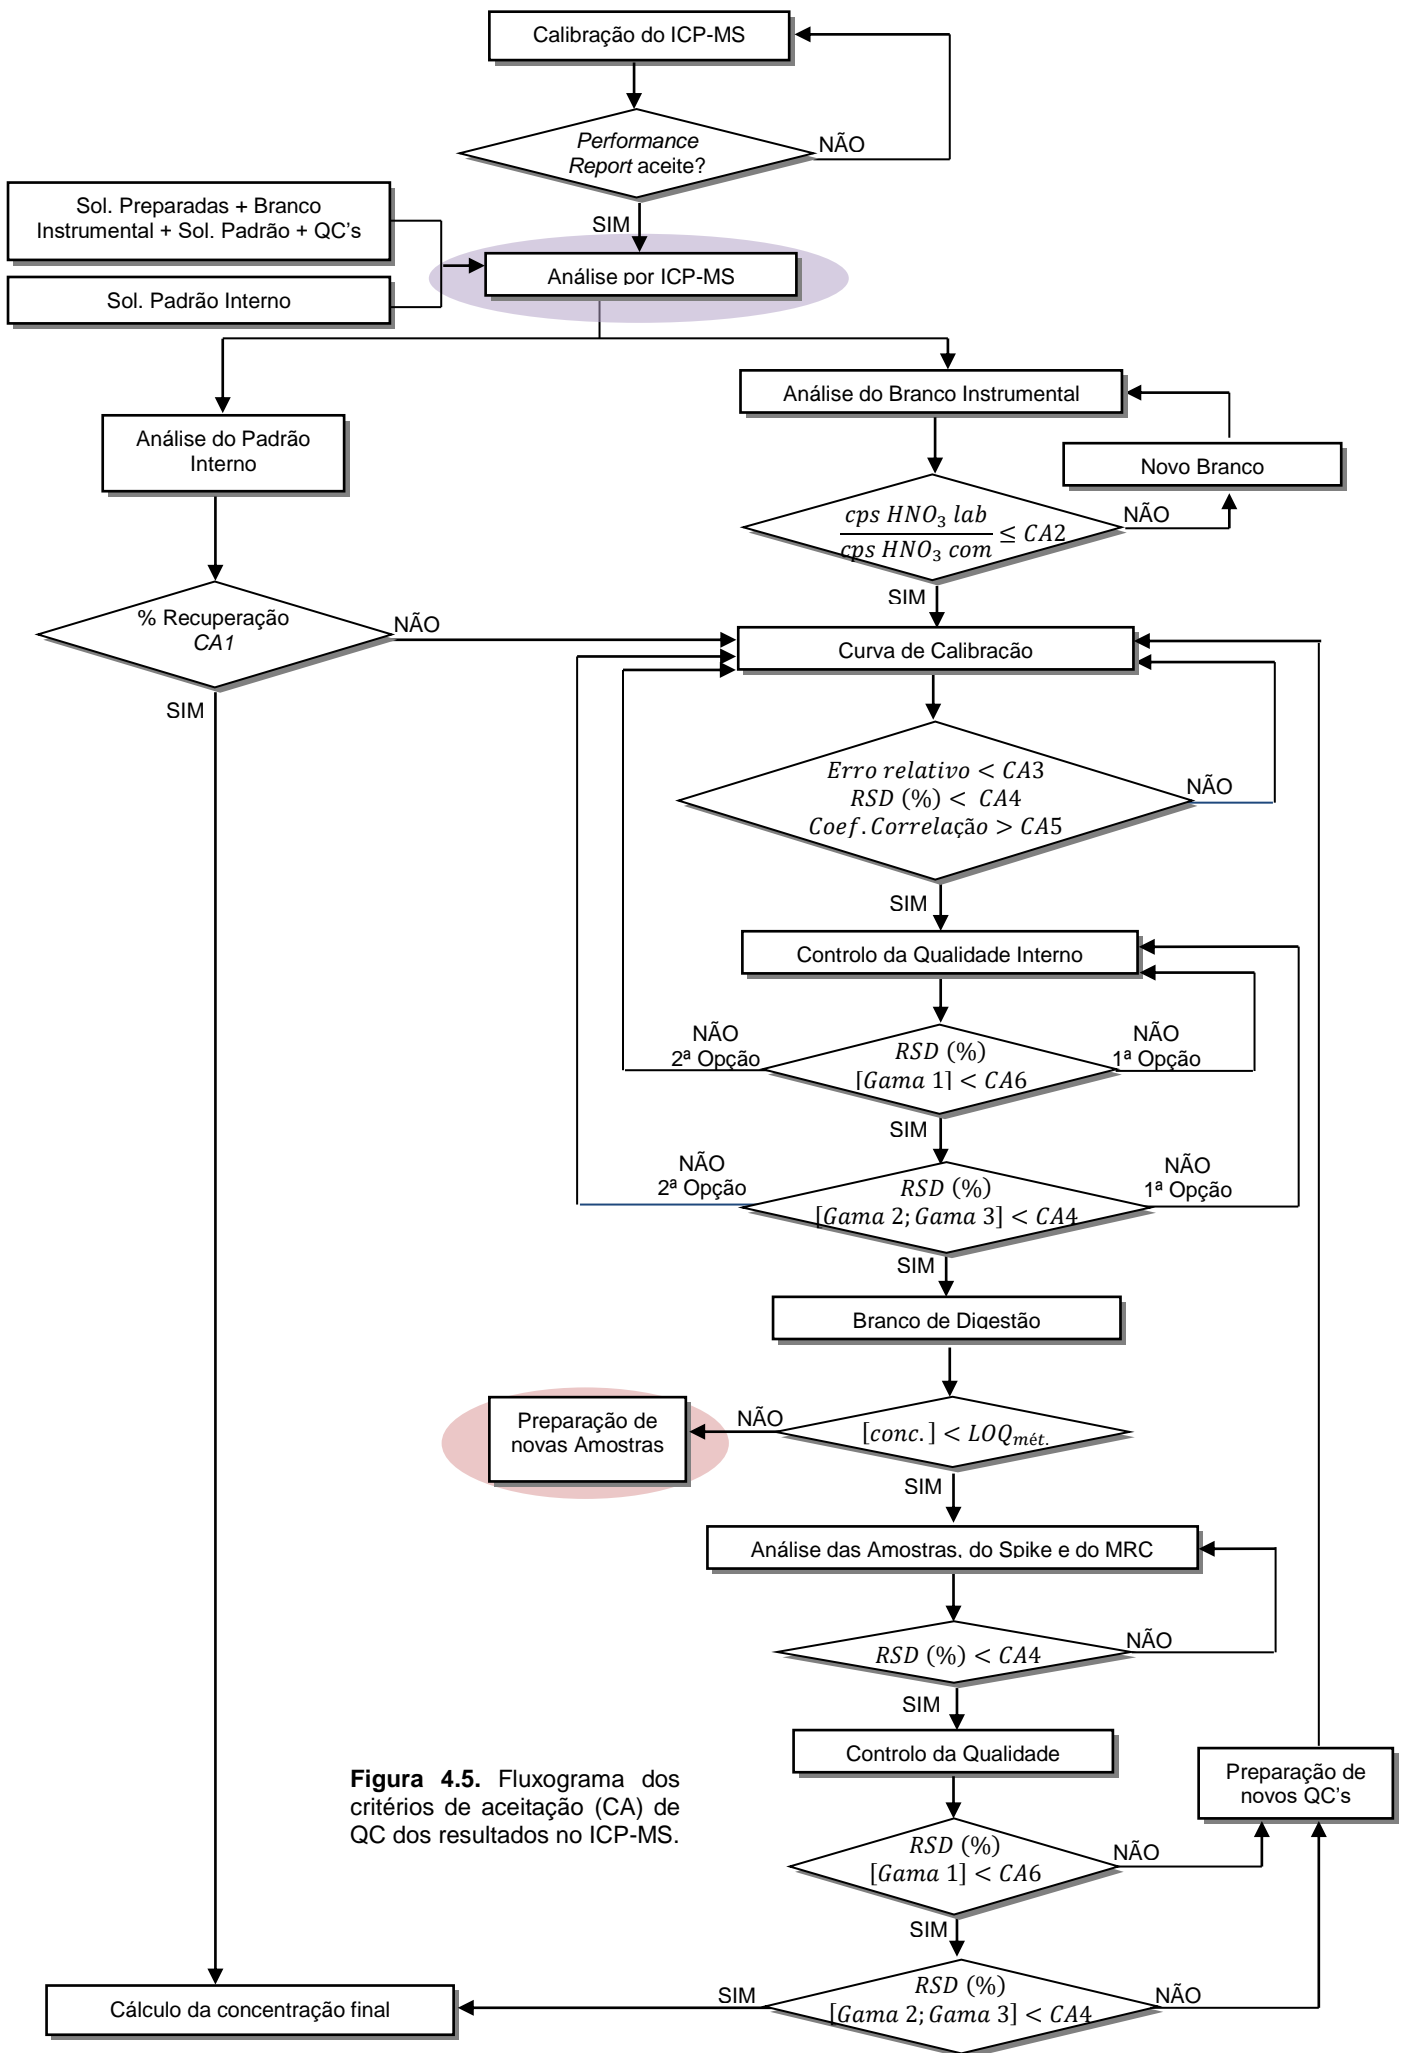 Calibração do ICP-MS
Performance
Report aceite?
NÃO
SIM
Sol. Preparadas + Branco
Instrumental + Sol. Padrão + QC's
Sol. Padrão Interno
Análise por ICP-MS
Análise do Padrão
Interno
Análise do Branco Instrumental
Novo Branco
cps HNO₃ lab
cps HNO₃ com
≤ CA2
NÃO
SIM
% Recuperação
CA1
NÃO
SIM
Curva de Calibração
Erro relativo < CA3
RSD (%) < CA4
Coef.Correlação > CA5
NÃO
SIM
Controlo da Qualidade Interno
NÃO
2ª Opção
RSD (%)
[Gama 1] < CA6
NÃO
1ª Opção
SIM
NÃO
2ª Opção
RSD (%)
[Gama 2; Gama 3] < CA4
NÃO
1ª Opção
SIM
Branco de Digestão
[conc.] < LOQmét.
NÃO
Preparação de
novas Amostras
SIM
Análise das Amostras, do Spike e do MRC
RSD (%) < CA4
NÃO
SIM
Controlo da Qualidade
Preparação de
novos QC's
RSD (%)
[Gama 1] < CA6
NÃO
SIM
RSD (%)
[Gama 2; Gama 3] < CA4
NÃO
SIM
Cálculo da concentração final
Figura 4.5. Fluxograma dos
critérios de aceitação (CA) de
QC dos resultados no ICP-MS.